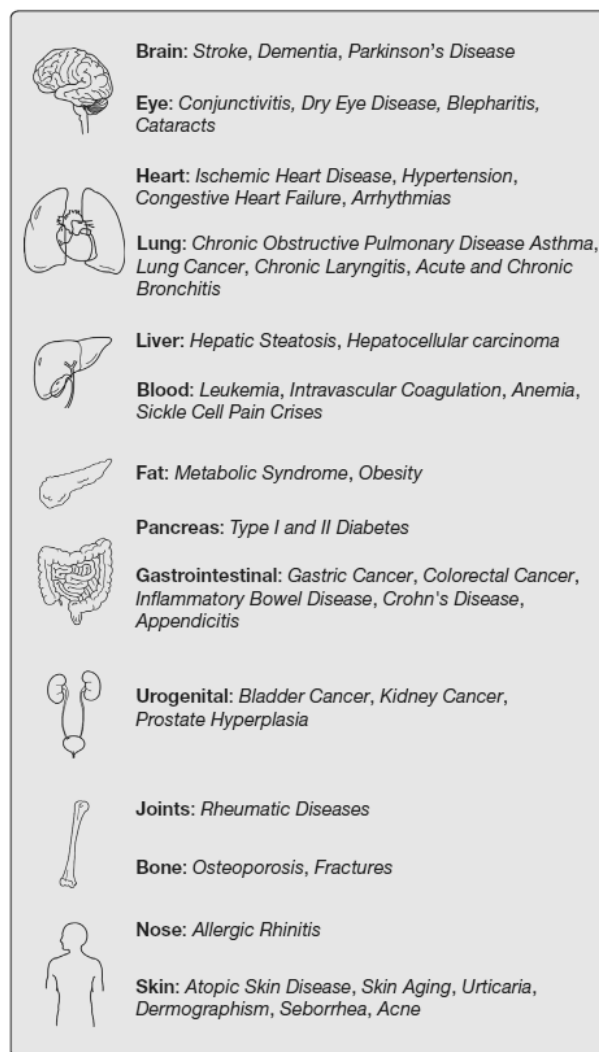 Brain: Stroke, Dementia, Parkinson’s Disease
Eye: Conjunctivitis, Dry Eye Disease, Blepharitis,
Cataracts
Heart: Ischemic Heart Disease, Hypertension,
Congestive Heart Failure, Arrhythmias
Lung: Chronic Obstructive Pulmonary Disease Asthma,
Lung Cancer, Chronic Laryngitis, Acute and Chronic
Bronchitis
Liver: Hepatic Steatosis, Hepatocellular carcinoma
Blood: Leukemia, Intravascular Coagulation, Anemia,
Sickle Cell Pain Crises
Fat: Metabolic Syndrome, Obesity
Pancreas: Type I and II Diabetes
Gastrointestinal: Gastric Cancer, Colorectal Cancer,
Inflammatory Bowel Disease, Crohn's Disease,
Appendicitis
Urogenital: Bladder Cancer, Kidney Cancer,
Prostate Hyperplasia
Joints: Rheumatic Diseases
Bone: Osteoporosis, Fractures
Nose: Allergic Rhinitis
Skin: Atopic Skin Disease, Skin Aging, Urticaria,
Dermographism, Seborrhea, Acne